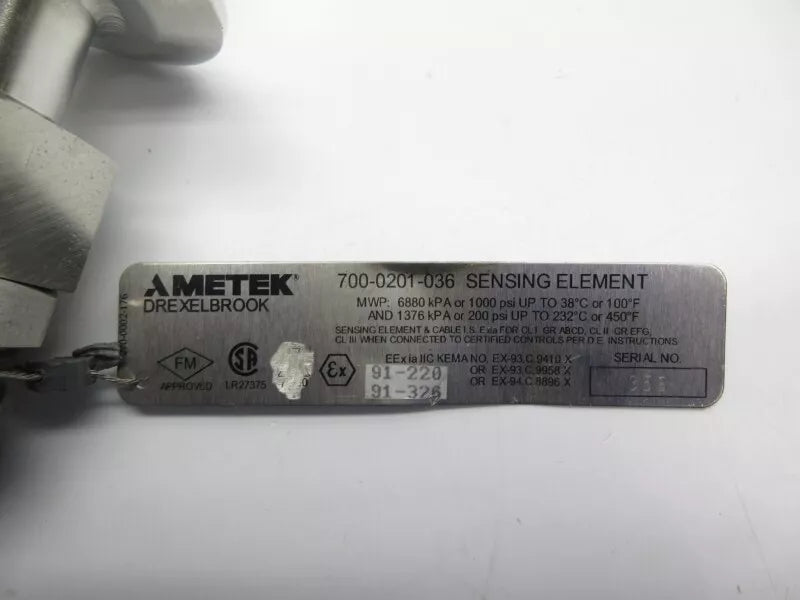 AMETEK®
DREXELBROOK
700-0201-036 SENSING ELEMENT
MWP: 6880 kPA or 1000 psi UP TO 38°C or 100°F
AND 1376 kPA or 200 psi UP TO 232°C or 450°F
SENSING ELEMENT & CABLE I.S. Exia FOR CL I GR ABCD, CL II GR EFG,
CL III WHEN CONNECTED TO CERTIFIED CONTROLS PER D.E. INSTRUCTIONS
FM
APPROVED
LR27375
Ex
EEx ia IIC KEMA NO. EX-93.C.9410 X
OR EX-93.C.9958 X
OR EX-94.C.8896 X
91-220
91-326
SERIAL NO.